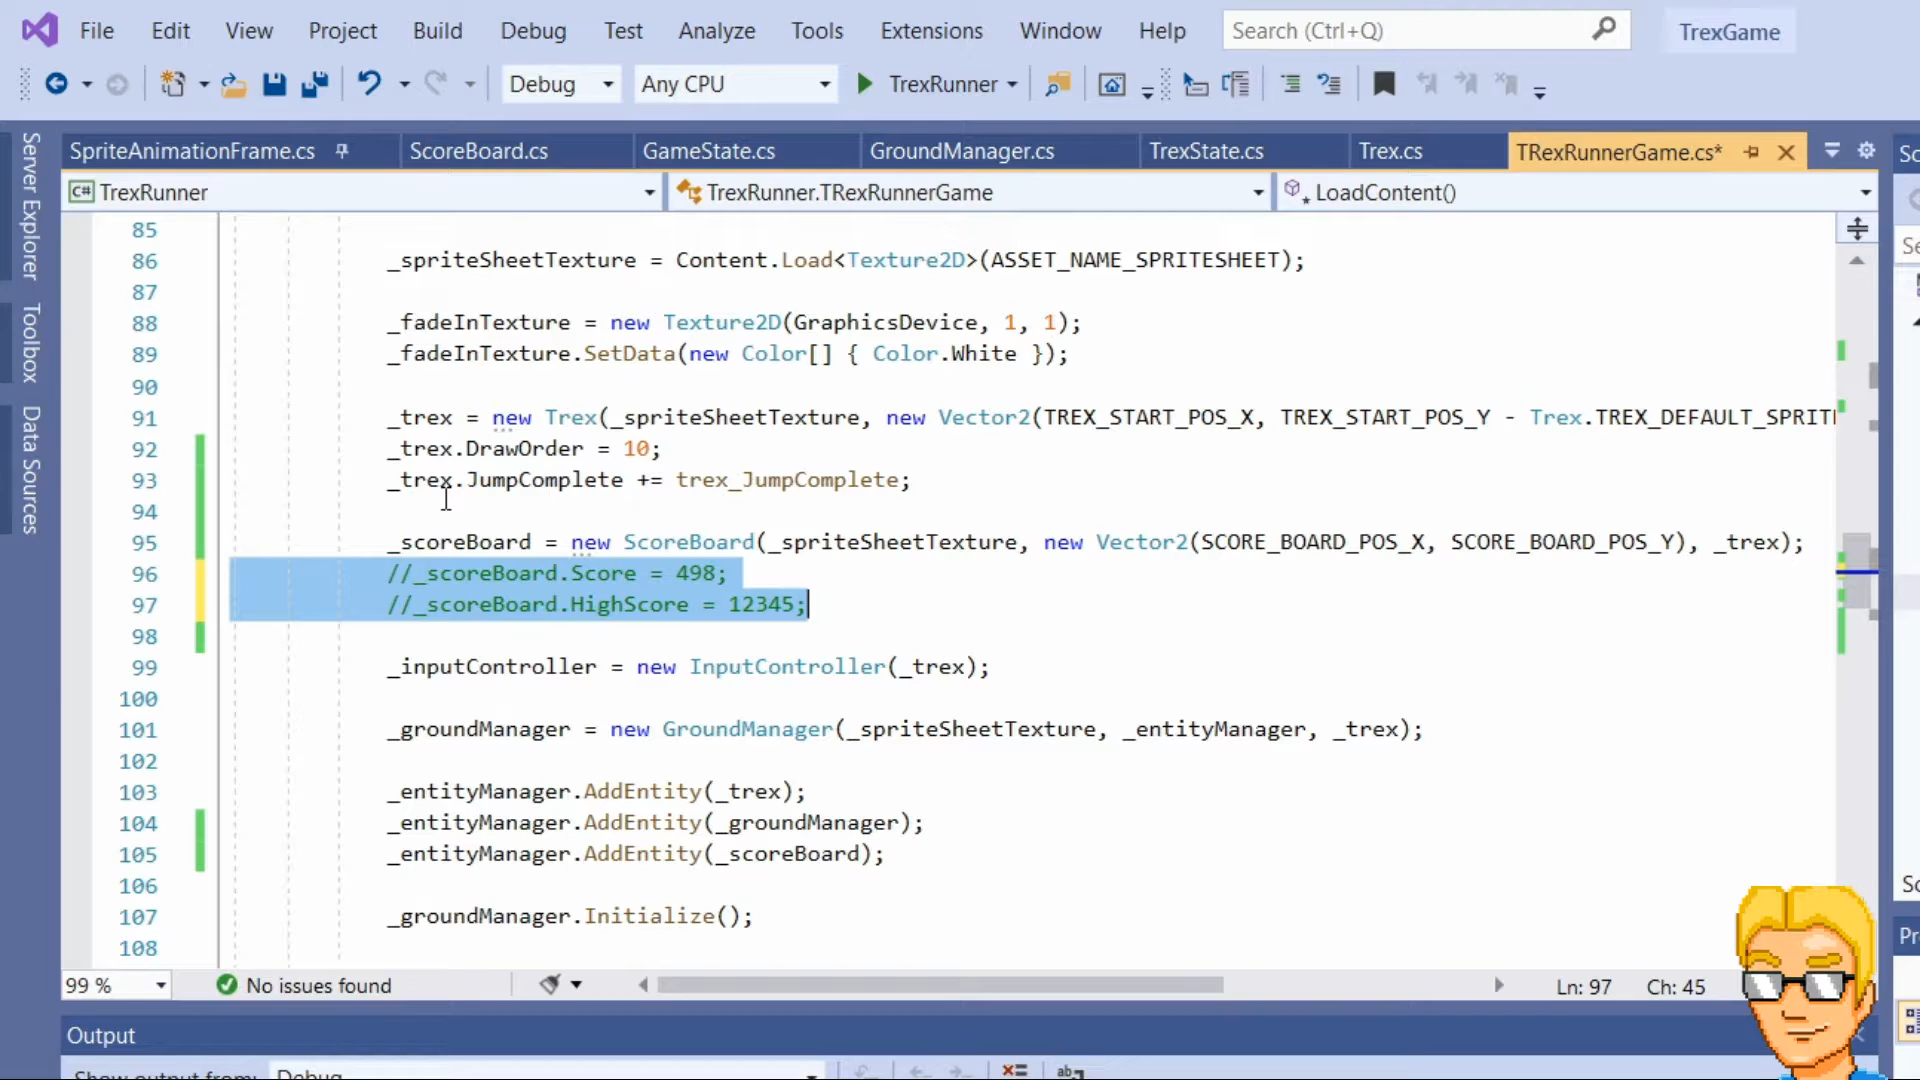 File Edit View Project Build Debug Test Tools Analyze Extensions Window Help Search (Ctrl+Q) TrexGame
Debug Any CPU TrexRunner
Server Explorer
Toolbox
Data Sources
SpriteAnimationFrame.cs ScoreBoard.cs GameState.cs GroundManager.cs TrexState.cs Trex.cs TRexRunnerGame.cs*
C# TrexRunner TrexRunner.TRexRunnerGame LoadContent()
85
86 _spriteSheetTexture = Content.Load<Texture2D>(ASSET_NAME_SPRITESHEET);
87
88 _fadeInTexture = new Texture2D(GraphicsDevice, 1, 1);
89 _fadeInTexture.SetData(new Color[] { Color.White });
90
91 _trex = new Trex(_spriteSheetTexture, new Vector2(TREX_START_POS_X, TREX_START_POS_Y - Trex.TREX_DEFAULT_SPRIT
92 _trex.DrawOrder = 10;
93 _trex.JumpComplete += trex_JumpComplete;
94
95 _scoreBoard = new ScoreBoard(_spriteSheetTexture, new Vector2(SCORE_BOARD_POS_X, SCORE_BOARD_POS_Y), _trex);
96 //_scoreBoard.Score = 498;
97 //_scoreBoard.HighScore = 12345;
98
99 _inputController = new InputController(_trex);
100
101 _groundManager = new GroundManager(_spriteSheetTexture, _entityManager, _trex);
102
103 _entityManager.AddEntity(_trex);
104 _entityManager.AddEntity(_groundManager);
105 _entityManager.AddEntity(_scoreBoard);
106
107 _groundManager.Initialize();
108
99 % No issues found Ln: 97 Ch: 45
Output
Show output from: Debug